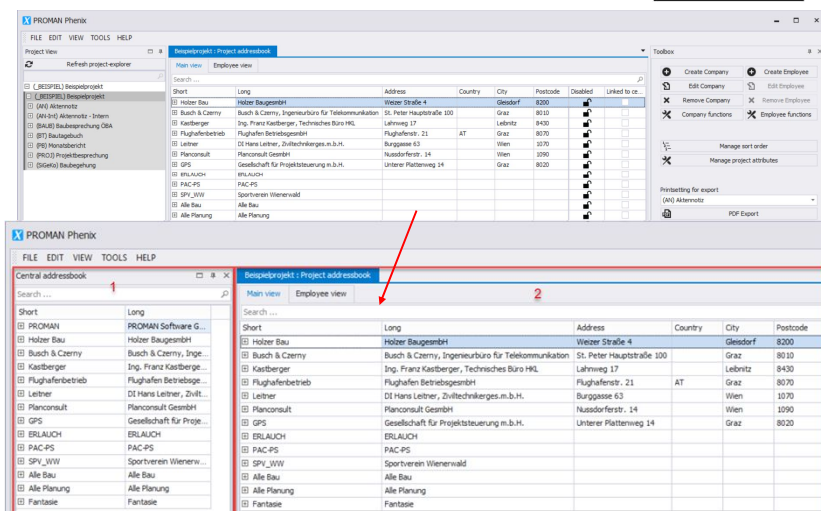 PROMAN Phenix
FILE EDIT VIEW TOOLS HELP
Project View
Refresh project-explorer
(_BEISPIEL) Beispielprojekt
(_BEISPIEL) Beispielprojekt
(AN) Aktennotiz
(AN-Int) Aktennotiz - Intern
(BAUB) Baubesprechung ÖBA
(BT) Bautagebuch
(PB) Monatsbericht
(PROJ) Projektbesprechung
(SiGeKo) Baubegehung
Beispielprojekt : Project addressbook
Main view Employee view
Search ...
Short Long Address Country City Postcode Disabled Linked to ce...
Holzer Bau Holzer BaugesmbH Weizer Straße 4 Gleisdorf 8200
Busch & Czerny Busch & Czerny, Ingenieurbüro für Telekommunikation St. Peter Hauptstraße 100 Graz 8010
Kastberger Ing. Franz Kastberger, Technisches Büro HKL Lahnweg 17 Leibnitz 8430
Flughafenbetrieb Flughafen BetriebsgesmbH Flughafenstr. 21 AT Graz 8070
Leitner DI Hans Leitner, Ziviltechnikerges.m.b.H. Burggasse 63 Wien 1070
Planconsult Planconsult GesmbH Nussdorferstr. 14 Wien 1090
GPS Gesellschaft für Projektsteuerung m.b.H. Unterer Plattenweg 14 Graz 8020
ERLAUCH ERLAUCH
PAC-PS PAC-PS
SPV_WW Sportverein Wienerwald
Alle Bau Alle Bau
Alle Planung Alle Planung
Toolbox
Create Company Create Employee
Edit Company Edit Employee
Remove Company Remove Employee
Company functions Employee functions
Manage sort order
Manage project attributes
Printsetting for export
(AN) Aktennotiz
PDF Export
PROMAN Phenix
FILE EDIT VIEW TOOLS HELP
Central addressbook
1
Search ...
Short Long
PROMAN PROMAN Software G...
Holzer Bau Holzer BaugesmbH
Busch & Czerny Busch & Czerny, Inge...
Kastberger Ing. Franz Kastberge...
Flughafenbetrieb Flughafen Betriebsge...
Leitner DI Hans Leitner, Zivilt...
Planconsult Planconsult GesmbH
GPS Gesellschaft für Proje...
ERLAUCH ERLAUCH
PAC-PS PAC-PS
SPV_WW Sportverein Wienerw...
Alle Bau Alle Bau
Alle Planung Alle Planung
Fantasie Fantasie
Beispielprojekt : Project addressbook
Main view Employee view
2
Search ...
Short Long Address Country City Postcode
Holzer Bau Holzer BaugesmbH Weizer Straße 4 Gleisdorf 8200
Busch & Czerny Busch & Czerny, Ingenieurbüro für Telekommunikation St. Peter Hauptstraße 100 Graz 8010
Kastberger Ing. Franz Kastberger, Technisches Büro HKL Lahnweg 17 Leibnitz 8430
Flughafenbetrieb Flughafen BetriebsgesmbH Flughafenstr. 21 AT Graz 8070
Leitner DI Hans Leitner, Ziviltechnikerges.m.b.H. Burggasse 63 Wien 1070
Planconsult Planconsult GesmbH Nussdorferstr. 14 Wien 1090
GPS Gesellschaft für Projektsteuerung m.b.H. Unterer Plattenweg 14 Graz 8020
ERLAUCH ERLAUCH
PAC-PS PAC-PS
SPV_WW Sportverein Wienerwald
Alle Bau Alle Bau
Alle Planung Alle Planung
Fantasie Fantasie